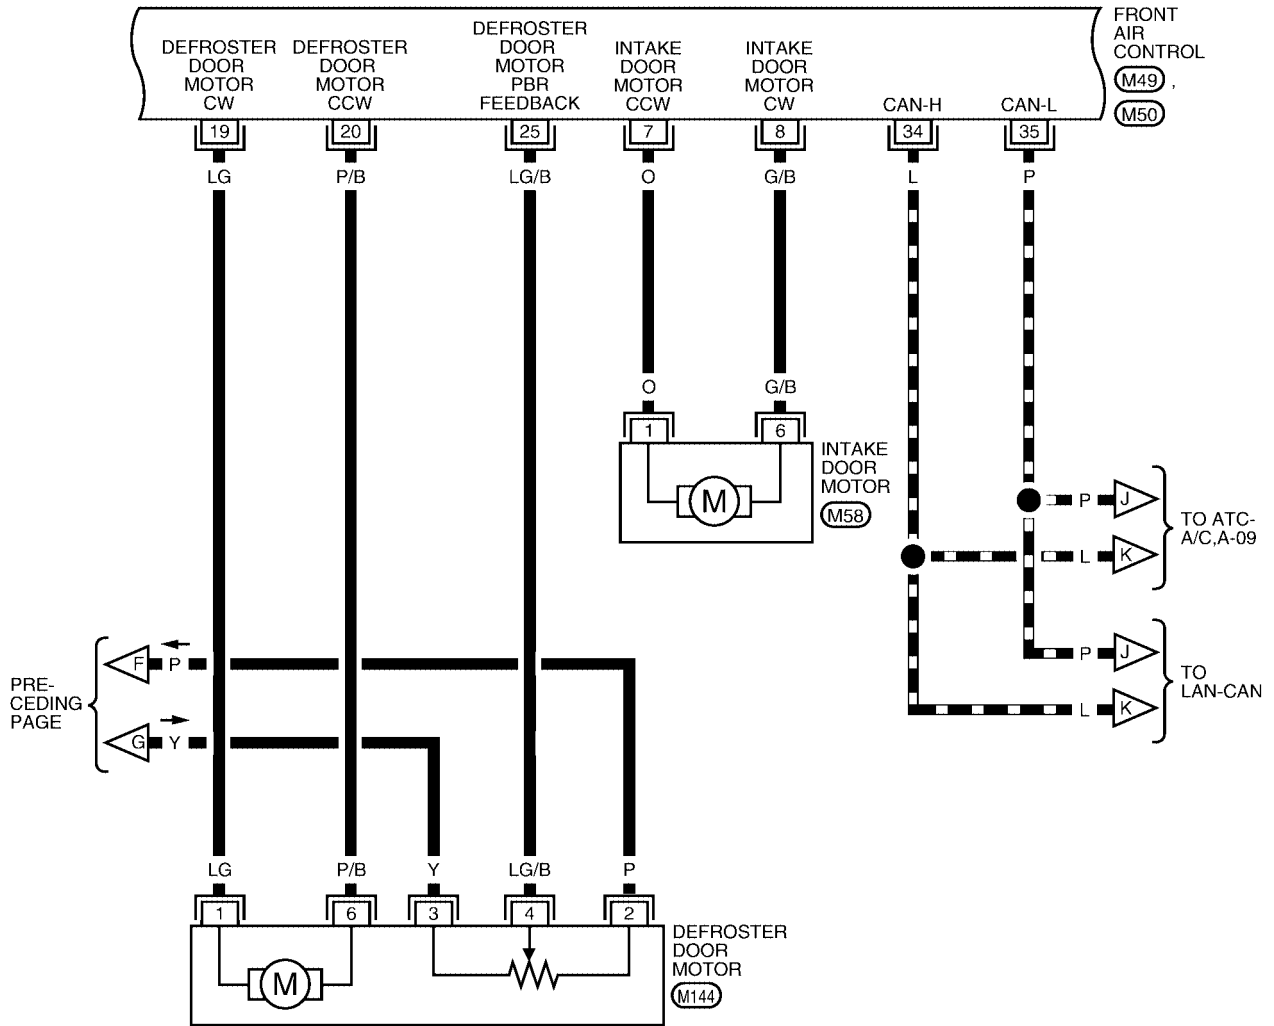 DEFROSTER
DOOR
MOTOR
CW
DEFROSTER
DOOR
MOTOR
CCW
DEFROSTER
DOOR
MOTOR
PBR
FEEDBACK
INTAKE
DOOR
MOTOR
CCW
INTAKE
DOOR
MOTOR
CW
CAN-H
CAN-L
FRONT
AIR
CONTROL
M49 ,
M50
19
20
25
7
8
34
35
LG
P/B
LG/B
O
G/B
L
P
O
G/B
1
6
M
INTAKE
DOOR
MOTOR
M58
P
J
L
K
TO ATC-
A/C,A-09
P
J
L
K
TO
LAN-CAN
PRE-
CEDING
PAGE
F
P
G
Y
LG
P/B
Y
LG/B
P
1
6
3
4
2
M
DEFROSTER
DOOR
MOTOR
M144